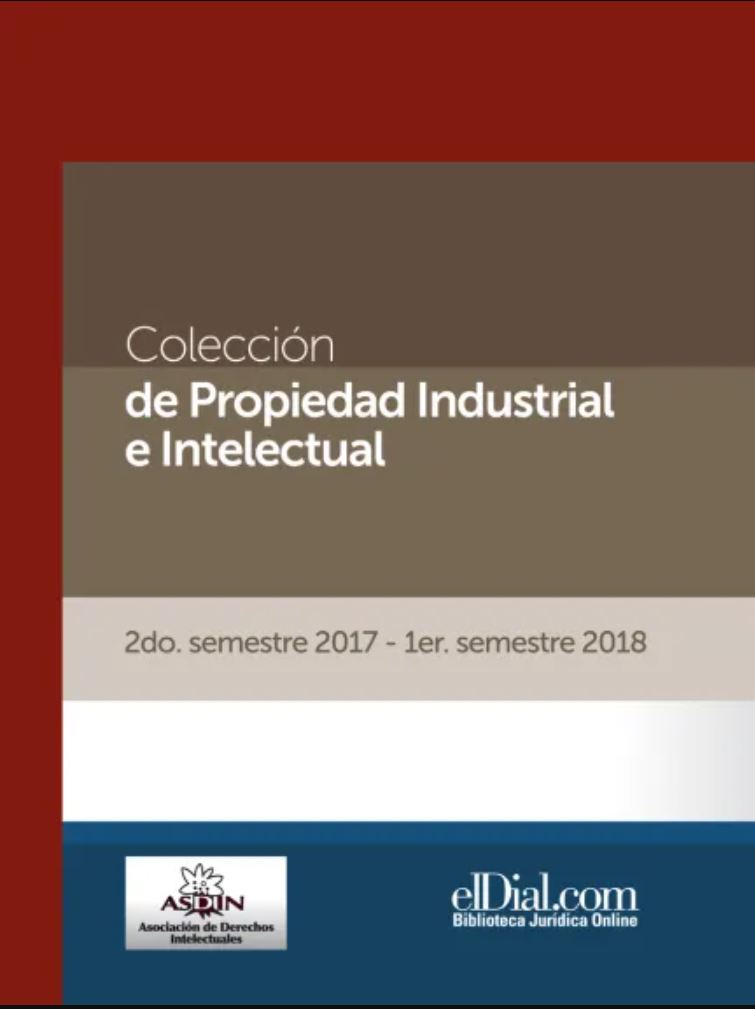 Colección
de Propiedad Industrial
e Intelectual
2do. semestre 2017 - 1er. semestre 2018
ASDIN
Asociación de Derechos
Intelectuales
elDial.com
Biblioteca Jurídica Online